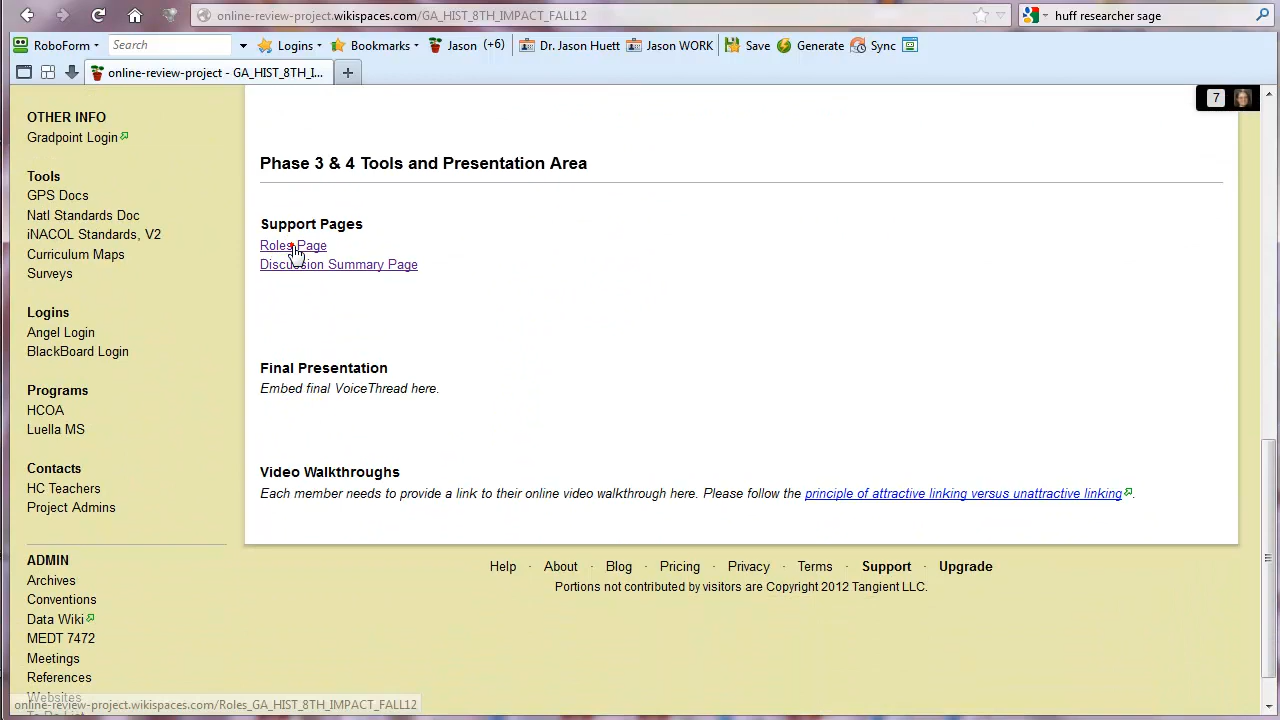 online-review-project.wikispaces.com/GA_HIST_8TH_IMPACT_FALL12
huff researcher sage
RoboForm
Search
Logins
Bookmarks
Jason (+6)
Dr. Jason Huett
Jason WORK
Save
Generate
Sync
online-review-project - GA_HIST_8TH_I...
7
OTHER INFO
Gradpoint Login
Tools
GPS Docs
Natl Standards Doc
iNACOL Standards, V2
Curriculum Maps
Surveys
Logins
Angel Login
BlackBoard Login
Programs
HCOA
Luella MS
Contacts
HC Teachers
Project Admins
ADMIN
Archives
Conventions
Data Wiki
MEDT 7472
Meetings
References
Websites
To Do List
Phase 3 & 4 Tools and Presentation Area
Support Pages
Roles Page
Discussion Summary Page
Final Presentation
Embed final VoiceThread here.
Video Walkthroughs
Each member needs to provide a link to their online video walkthrough here. Please follow the principle of attractive linking versus unattractive linking.
Help · About · Blog · Pricing · Privacy · Terms · Support · Upgrade
Portions not contributed by visitors are Copyright 2012 Tangient LLC.
online-review-project.wikispaces.com/Roles_GA_HIST_8TH_IMPACT_FALL12